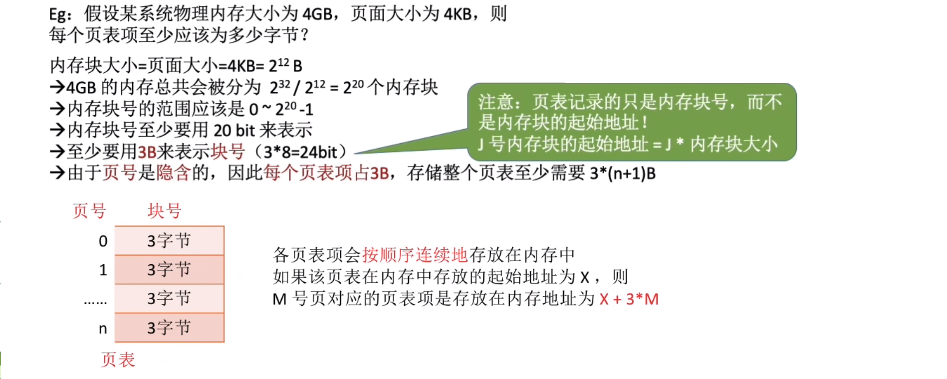 Eg：假设某系统物理内存大小为 4GB，页面大小为 4KB，则
每个页表项至少应该为多少字节？
内存块大小=页面大小=4KB= 2¹² B
→4GB 的内存总共会被分为 2³² / 2¹² = 2²⁰ 个内存块
→内存块号的范围应该是 0 ~ 2²⁰ -1
→内存块号至少要用 20 bit 来表示
→至少要用3B来表示块号（3*8=24bit）
→由于页号是隐含的，因此每个页表项占3B，存储整个页表至少需要 3*(n+1)B
注意：页表记录的只是内存块号，而不
是内存块的起始地址！
J 号内存块的起始地址 = J * 内存块大小
页号 块号
0 3字节
1 3字节
…… 3字节
n 3字节
页表
各页表项会按顺序连续地存放在内存中
如果该页表在内存中存放的起始地址为 X ，则
M 号页对应的页表项是存放在内存地址为 X + 3*M